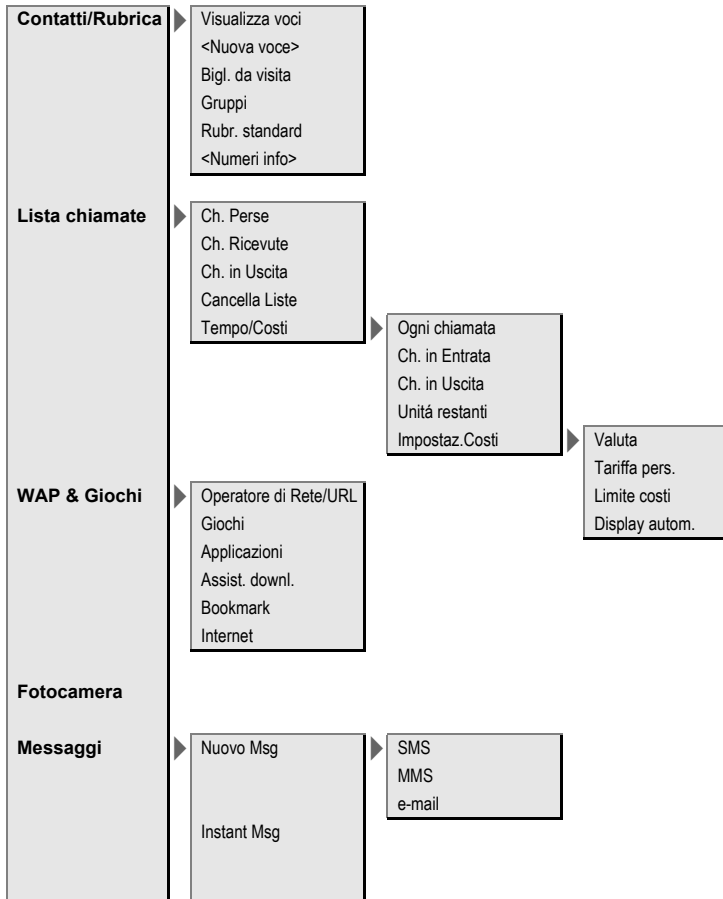 Contatti/Rubrica
Visualizza voci
<Nuova voce>
Bigl. da visita
Gruppi
Rubr. standard
<Numeri info>
Lista chiamate
Ch. Perse
Ch. Ricevute
Ch. in Uscita
Cancella Liste
Tempo/Costi
Ogni chiamata
Ch. in Entrata
Ch. in Uscita
Unitá restanti
Impostaz.Costi
Valuta
Tariffa pers.
Limite costi
Display autom.
WAP & Giochi
Operatore di Rete/URL
Giochi
Applicazioni
Assist. downl.
Bookmark
Internet
Fotocamera
Messaggi
Nuovo Msg
SMS
MMS
e-mail
Instant Msg